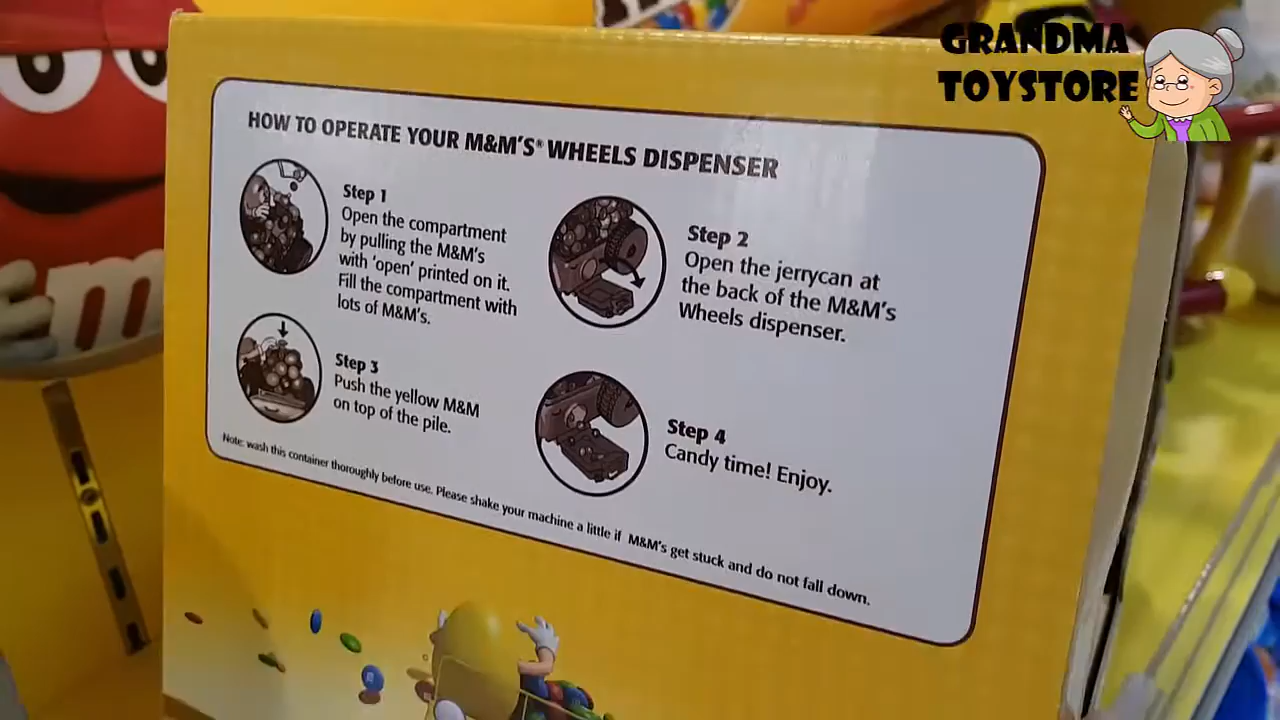 GRANDMA
TOYSTORE
HOW TO OPERATE YOUR M&M'S® WHEELS DISPENSER
Step 1
Open the compartment
by pulling the M&M's
with 'open' printed on it.
Fill the compartment with
lots of M&M's.
Step 2
Open the jerrycan at
the back of the M&M's
Wheels dispenser.
Step 3
Push the yellow M&M
on top of the pile.
Step 4
Candy time! Enjoy.
Note: wash this container thoroughly before use. Please shake your machine a little if M&M's get stuck and do not fall down.
m